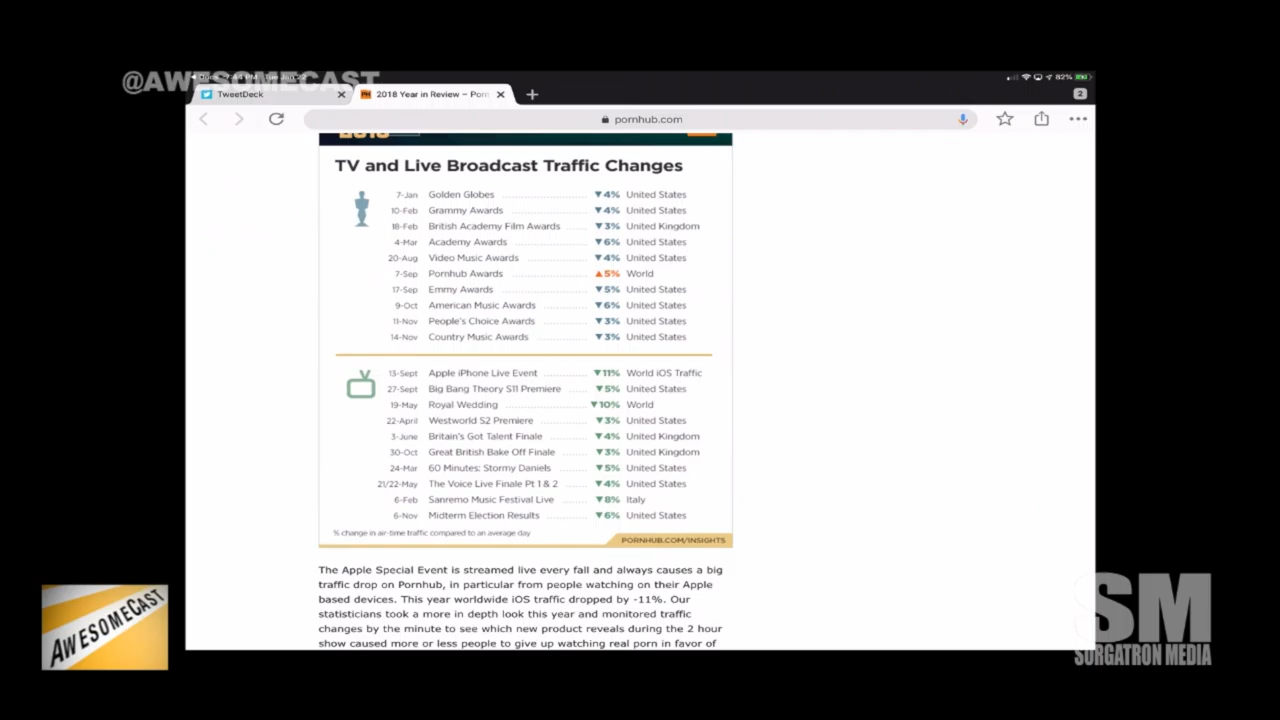 @AWESOMECAST
82%
TweetDeck
2018 Year in Review – Porn
2
pornhub.com
TV and Live Broadcast Traffic Changes
7-Jan Golden Globes ▼4% United States
10-Feb Grammy Awards ▼4% United States
18-Feb British Academy Film Awards ▼3% United Kingdom
4-Mar Academy Awards ▼6% United States
20-Aug Video Music Awards ▼4% United States
7-Sep Pornhub Awards ▲5% World
17-Sep Emmy Awards ▼5% United States
9-Oct American Music Awards ▼6% United States
11-Nov People's Choice Awards ▼3% United States
14-Nov Country Music Awards ▼3% United States
13-Sept Apple iPhone Live Event ▼11% World iOS Traffic
27-Sept Big Bang Theory S11 Premiere ▼5% United States
19-May Royal Wedding ▼10% World
22-April Westworld S2 Premiere ▼3% United States
3-June Britain's Got Talent Finale ▼4% United Kingdom
30-Oct Great British Bake Off Finale ▼3% United Kingdom
24-Mar 60 Minutes: Stormy Daniels ▼5% United States
21/22-May The Voice Live Finale Pt 1 & 2 ▼4% United States
6-Feb Sanremo Music Festival Live ▼8% Italy
6-Nov Midterm Election Results ▼6% United States
% change in air-time traffic compared to an average day
PORNHUB.COM/INSIGHTS
The Apple Special Event is streamed live every fall and always causes a big
traffic drop on Pornhub, in particular from people watching on their Apple
based devices. This year worldwide iOS traffic dropped by -11%. Our
statisticians took a more in depth look this year and monitored traffic
changes by the minute to see which new product reveals during the 2 hour
show caused more or less people to give up watching real porn in favor of
AWESOMECAST
SM
SORGATRON MEDIA